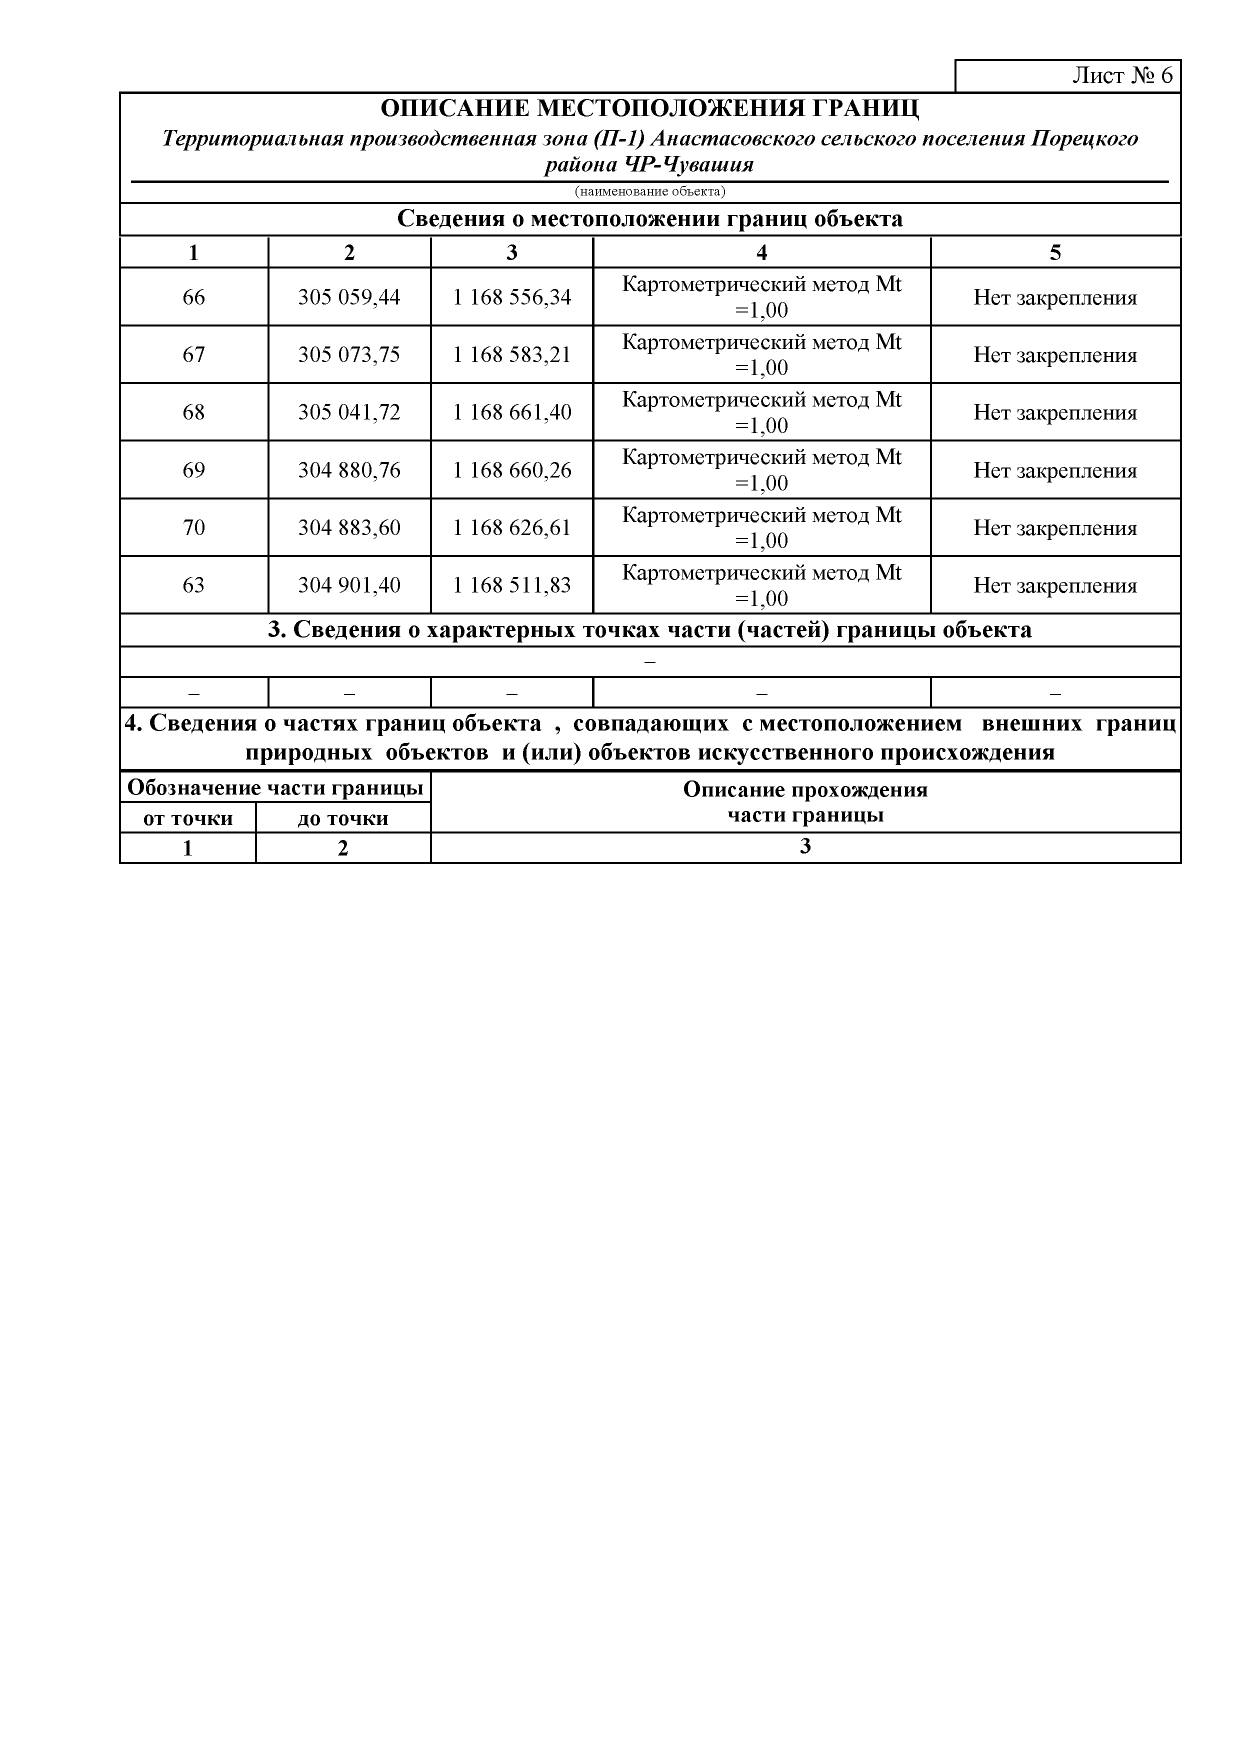 Лист № 6
ОПИСАНИЕ МЕСТОПОЛОЖЕНИЯ ГРАНИЦ
Территориальная производственная зона (П-1) Анастасовского сельского поселения Порецкого
района ЧР-Чувашия
(наименование объекта)
Сведения о местоположении границ объекта
1 2 3 4 5
66 305 059,44 1 168 556,34 Картометрический метод Mt
=1,00 Нет закрепления
67 305 073,75 1 168 583,21 Картометрический метод Mt
=1,00 Нет закрепления
68 305 041,72 1 168 661,40 Картометрический метод Mt
=1,00 Нет закрепления
69 304 880,76 1 168 660,26 Картометрический метод Mt
=1,00 Нет закрепления
70 304 883,60 1 168 626,61 Картометрический метод Mt
=1,00 Нет закрепления
63 304 901,40 1 168 511,83 Картометрический метод Mt
=1,00 Нет закрепления
3. Сведения о характерных точках части (частей) границы объекта
–
– – – – –
4. Сведения о частях границ объекта , совпадающих с местоположением внешних границ
природных объектов и (или) объектов искусственного происхождения
Обозначение части границы
Описание прохождения
части границы
от точки до точки
1 2 3